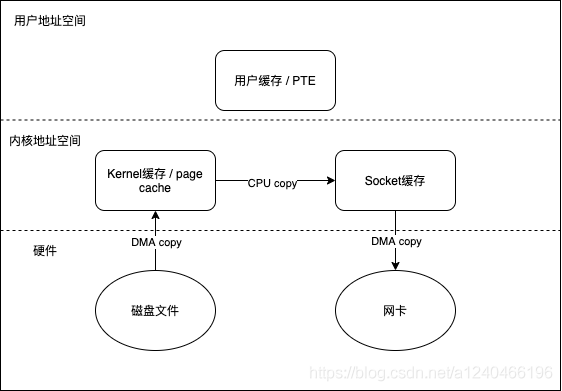 用户地址空间
用户缓存 / PTE
内核地址空间
Kernel缓存 / page
cache
CPU copy
Socket缓存
DMA copy
DMA copy
硬件
磁盘文件
网卡
https://blog.csdn.net/a1240466196